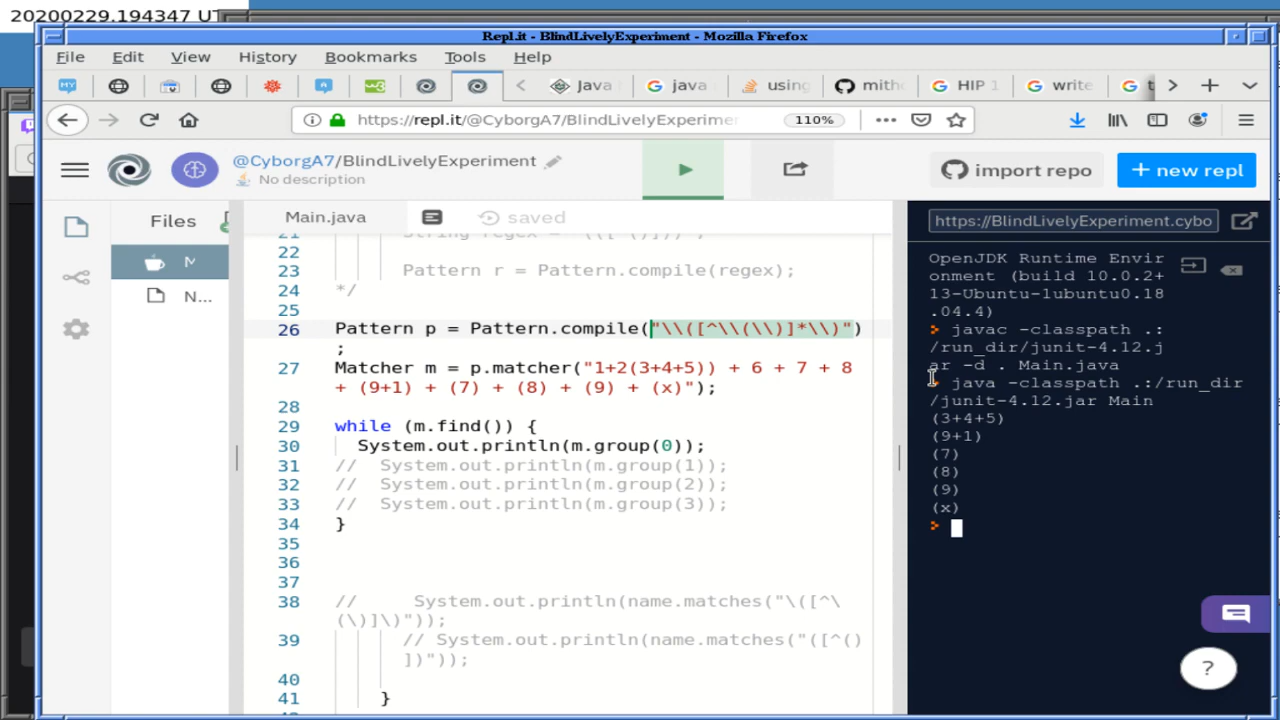 20200229.194347 UT
Repl.it - BlindLivelyExperiment - Mozilla Firefox
File Edit View History Bookmarks Tools Help
Java java using mith HIP 1 write
https://repl.it/@CyborgA7/BlindLivelyExperimer 110%
@CyborgA7/BlindLivelyExperiment
No description
import repo
+ new repl
Files
M
N...
Main.java
saved
21
22
23 Pattern r = Pattern.compile(regex);
24 */
25
26 Pattern p = Pattern.compile("\\([^\\(\\)]*\\)")
;
27 Matcher m = p.matcher("1+2(3+4+5)) + 6 + 7 + 8
+ (9+1) + (7) + (8) + (9) + (x)");
28
29 while (m.find()) {
30 System.out.println(m.group(0));
31 // System.out.println(m.group(1));
32 // System.out.println(m.group(2));
33 // System.out.println(m.group(3));
34 }
35
36
37
38 // System.out.println(name.matches("\([^\
(\)]\)"));
39 // System.out.println(name.matches("([^()
])"));
40
41 }
https://BlindLivelyExperiment.cybo
OpenJDK Runtime Envir
onment (build 10.0.2+
13-Ubuntu-1ubuntu0.18
.04.4)
> javac -classpath .:
/run_dir/junit-4.12.j
ar -d . Main.java
> java -classpath .:/run_dir
/junit-4.12.jar Main
(3+4+5)
(9+1)
(7)
(8)
(9)
(x)
>
?